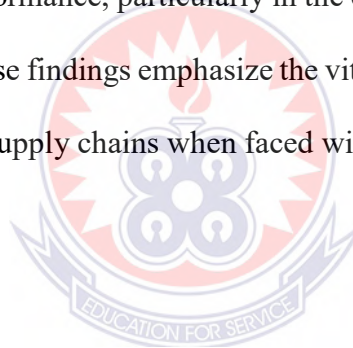 ormance, particularly in the
se findings emphasize the vit
upply chains when faced wi
EDUCATION FOR SERVICE